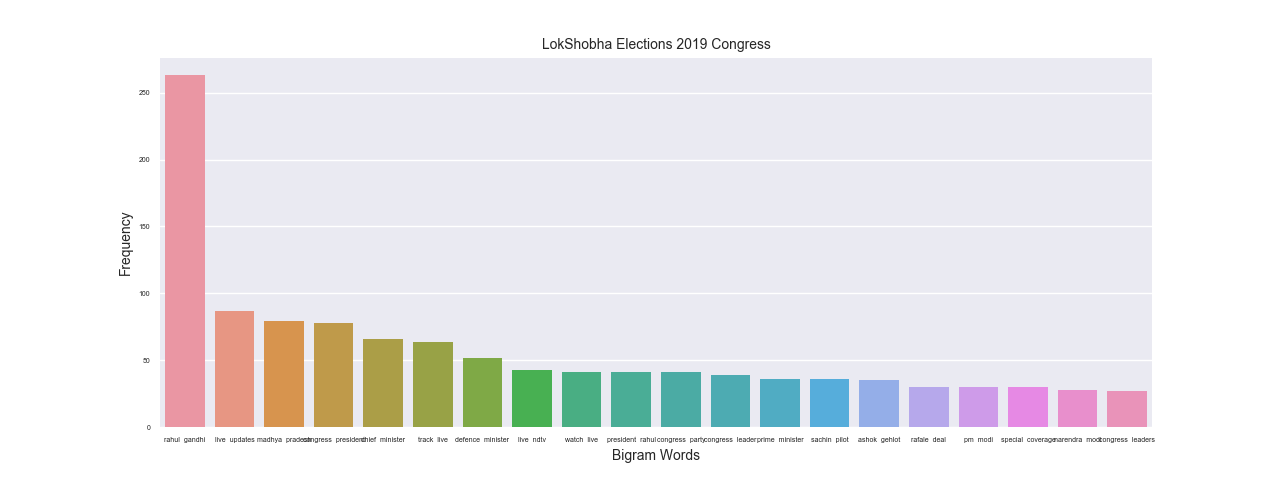 LokShobha Elections 2019 Congress
Frequency
250
200
150
100
50
0
rahul gandhi live updates madhya pradesh congress president chief minister track live defence minister live ndtv watch live president rahul congress party congress leader prime minister sachin pilot ashok gehlot rafale deal pm modi special coverage narendra modi congress leaders
Bigram Words